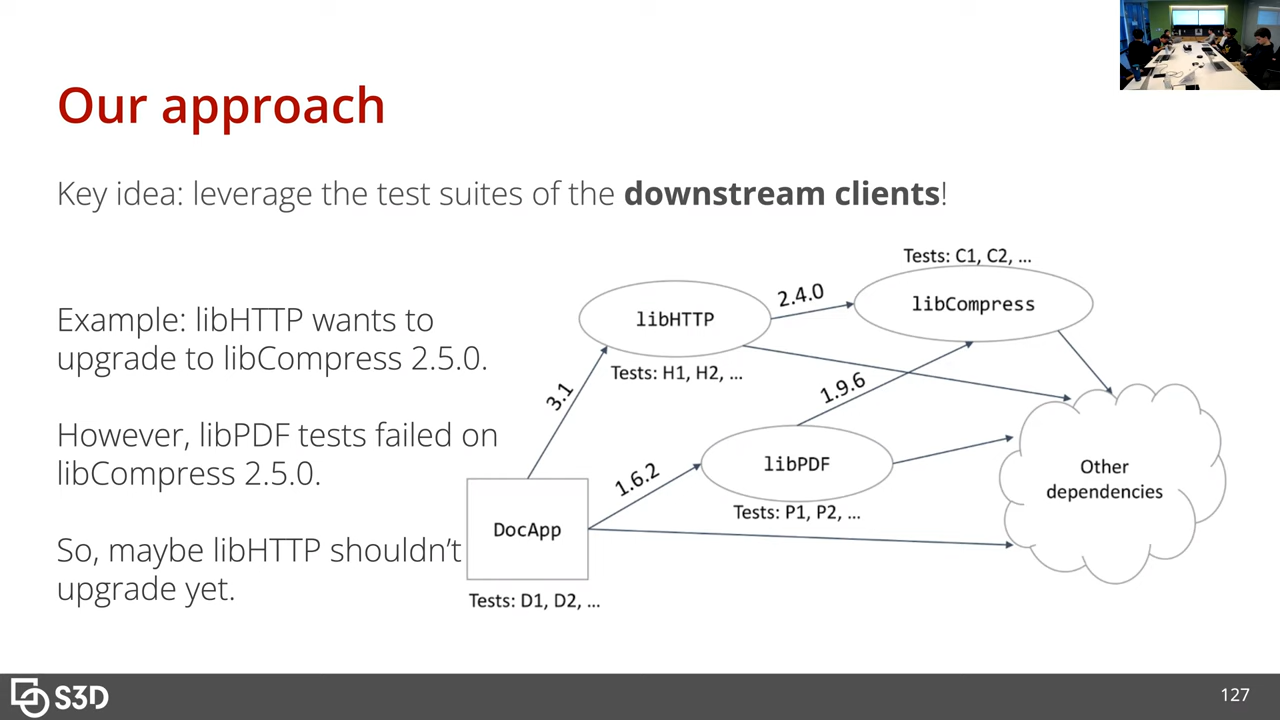 Our approach
Key idea: leverage the test suites of the downstream clients!
Example: libHTTP wants to
upgrade to libCompress 2.5.0.
However, libPDF tests failed on
libCompress 2.5.0.
So, maybe libHTTP shouldn't
upgrade yet.
Tests: C1, C2, ...
libCompress
2.4.0
libHTTP
Tests: H1, H2, ...
3.1
1.9.6
1.6.2
libPDF
Tests: P1, P2, ...
Other
dependencies
DocApp
Tests: D1, D2, ...
S3D
127